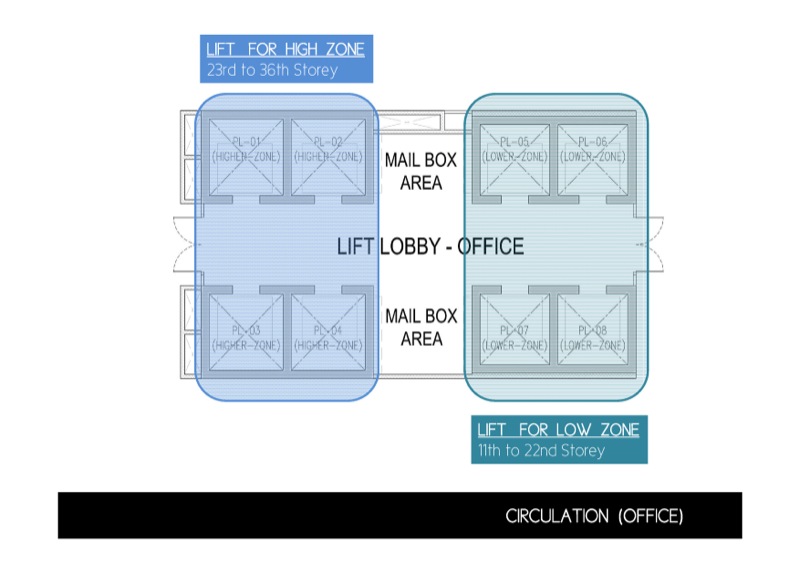 LIFT FOR HIGH ZONE
23rd to 36th Storey
PL-01
(HIGHER-ZONE)
PL-02
(HIGHER-ZONE)
MAIL BOX
AREA
PL-05
(LOWER-ZONE)
PL-06
(LOWER-ZONE)
LIFT LOBBY - OFFICE
PL-03
(HIGHER-ZONE)
PL-04
(HIGHER-ZONE)
MAIL BOX
AREA
PL-07
(LOWER-ZONE)
PL-08
(LOWER-ZONE)
LIFT FOR LOW ZONE
11th to 22nd Storey
CIRCULATION (OFFICE)